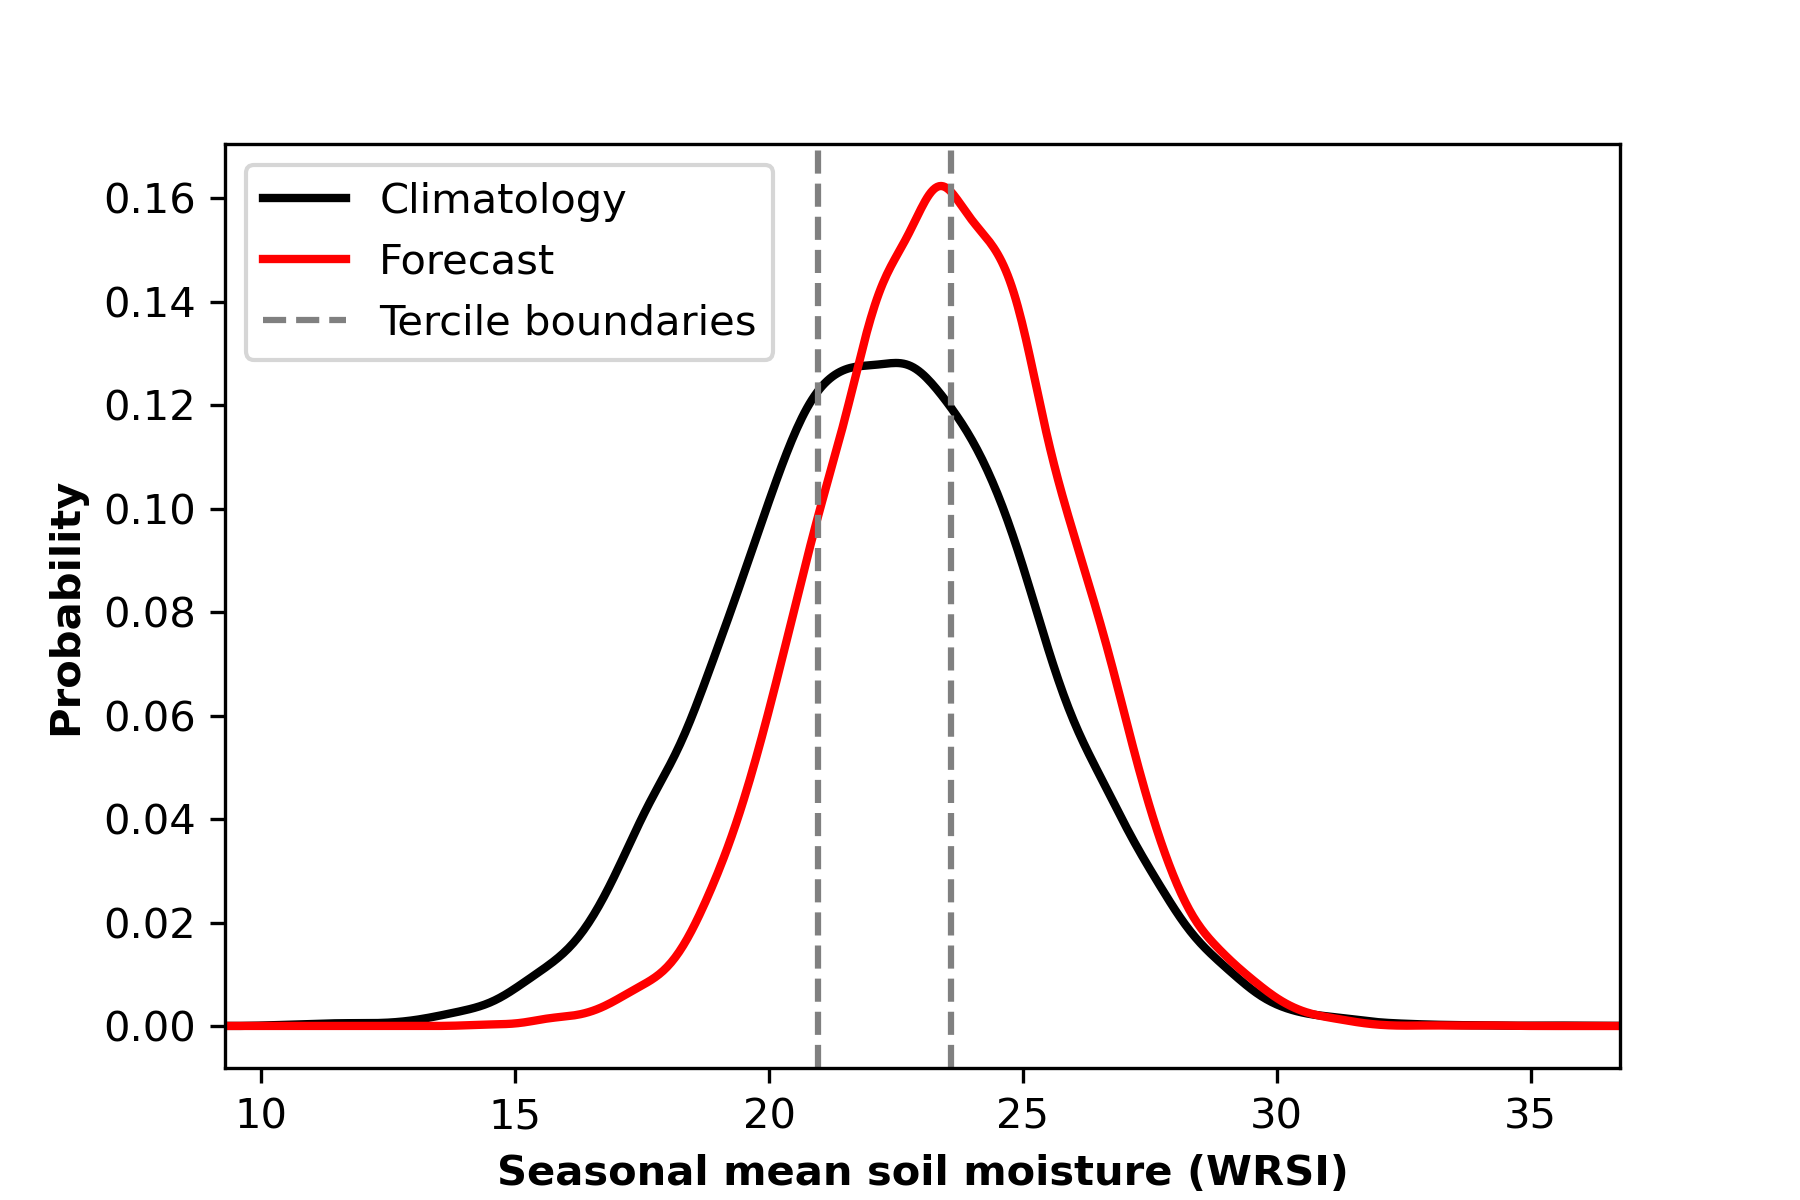 Climatology
Forecast
Tercile boundaries
0.16
0.14
0.12
0.10
0.08
0.06
0.04
0.02
0.00
Probability
10 15 20 25 30 35
Seasonal mean soil moisture (WRSI)